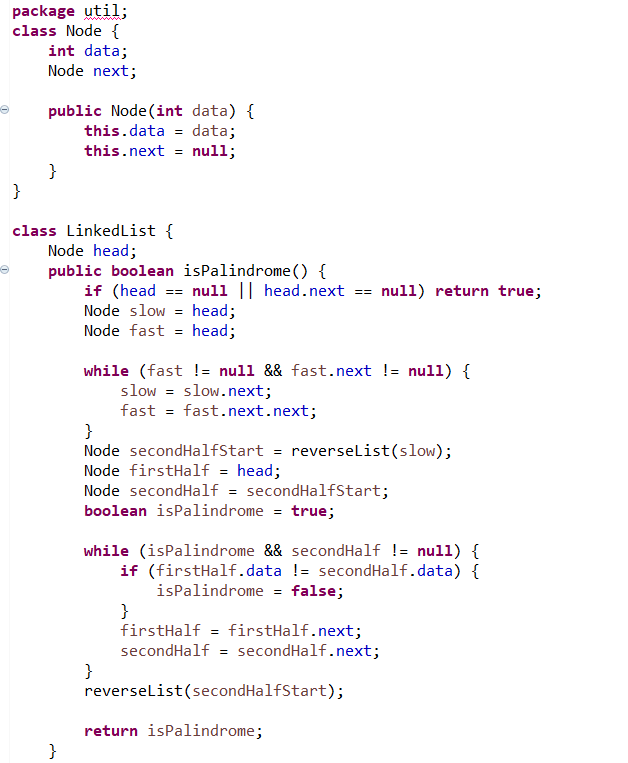 package util;
class Node {
    int data;
    Node next;

    public Node(int data) {
        this.data = data;
        this.next = null;
    }
}

class LinkedList {
    Node head;
    public boolean isPalindrome() {
        if (head == null || head.next == null) return true;
        Node slow = head;
        Node fast = head;

        while (fast != null && fast.next != null) {
            slow = slow.next;
            fast = fast.next.next;
        }
        Node secondHalfStart = reverseList(slow);
        Node firstHalf = head;
        Node secondHalf = secondHalfStart;
        boolean isPalindrome = true;

        while (isPalindrome && secondHalf != null) {
            if (firstHalf.data != secondHalf.data) {
                isPalindrome = false;
            }
            firstHalf = firstHalf.next;
            secondHalf = secondHalf.next;
        }
        reverseList(secondHalfStart);

        return isPalindrome;
    }